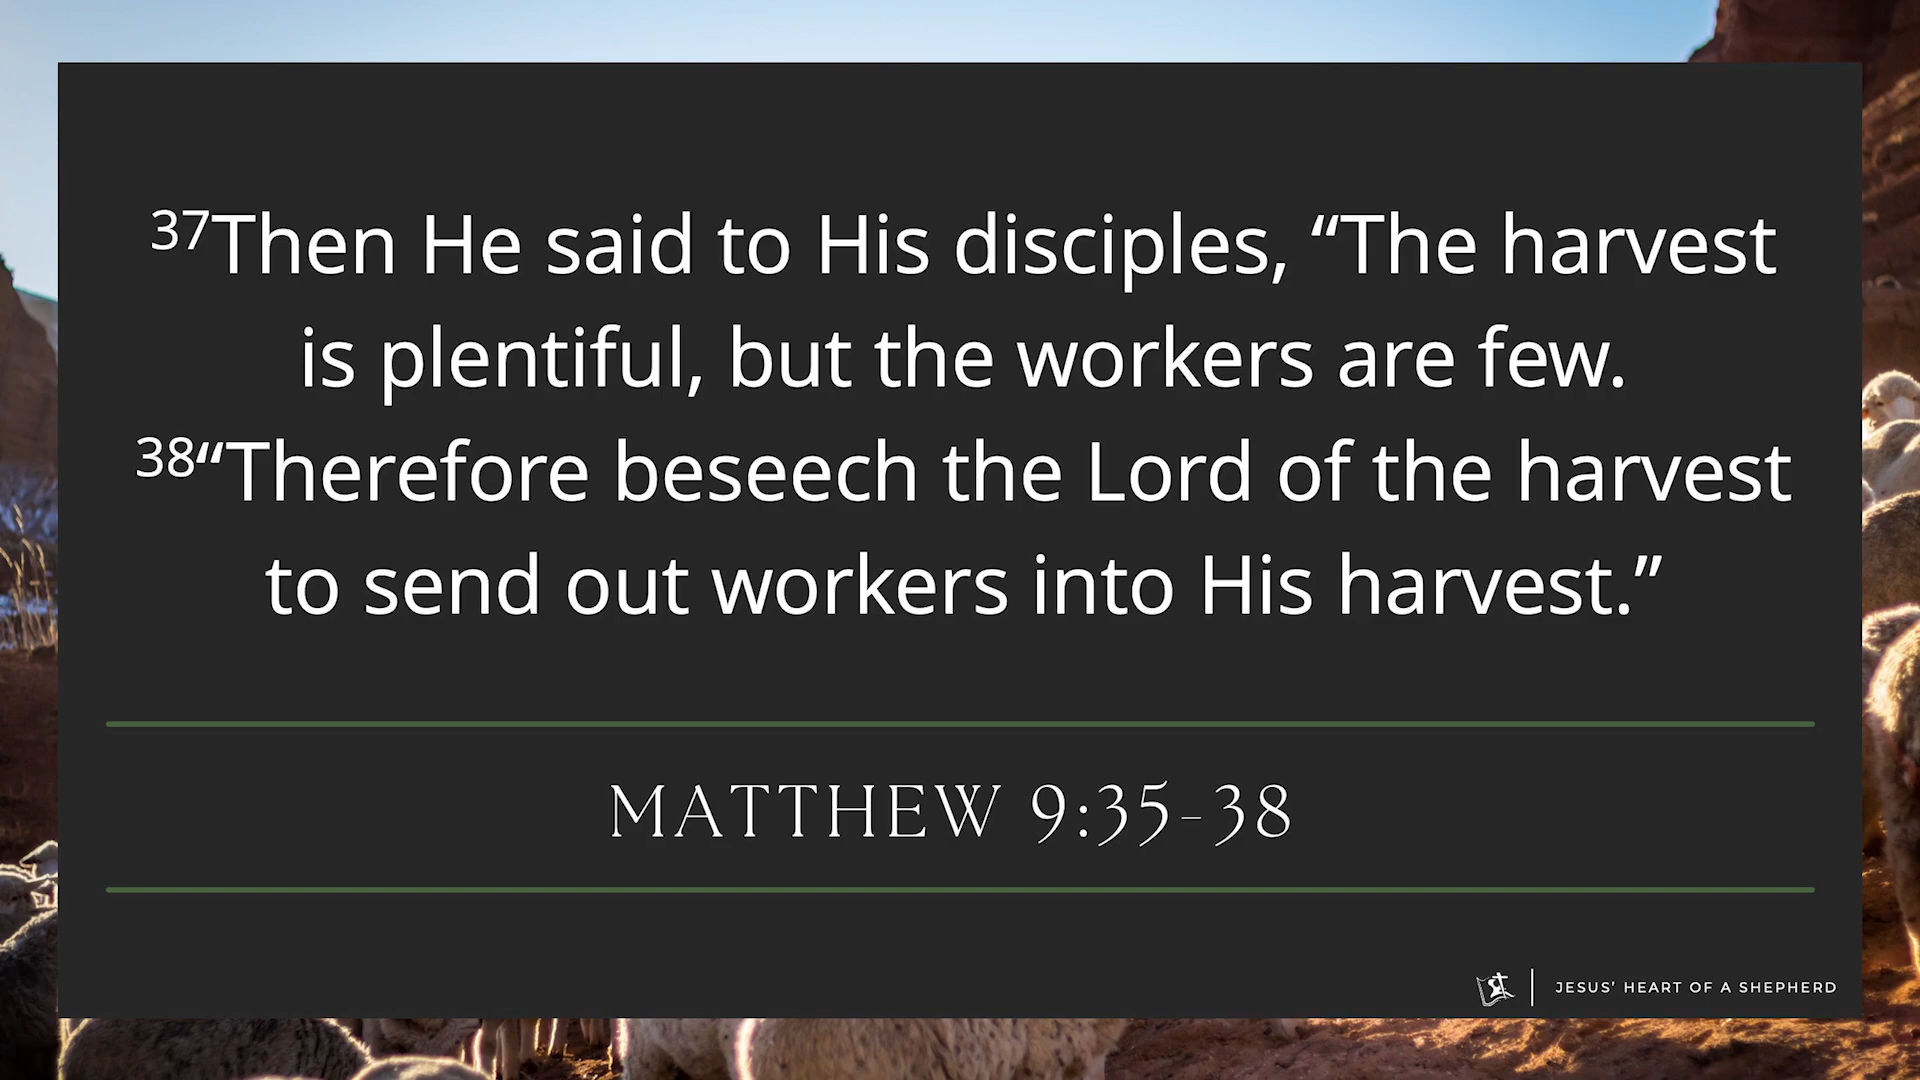 37Then He said to His disciples, “The harvest
is plentiful, but the workers are few.
38“Therefore beseech the Lord of the harvest
to send out workers into His harvest.”
MATTHEW 9:35-38
JESUS’ HEART OF A SHEPHERD